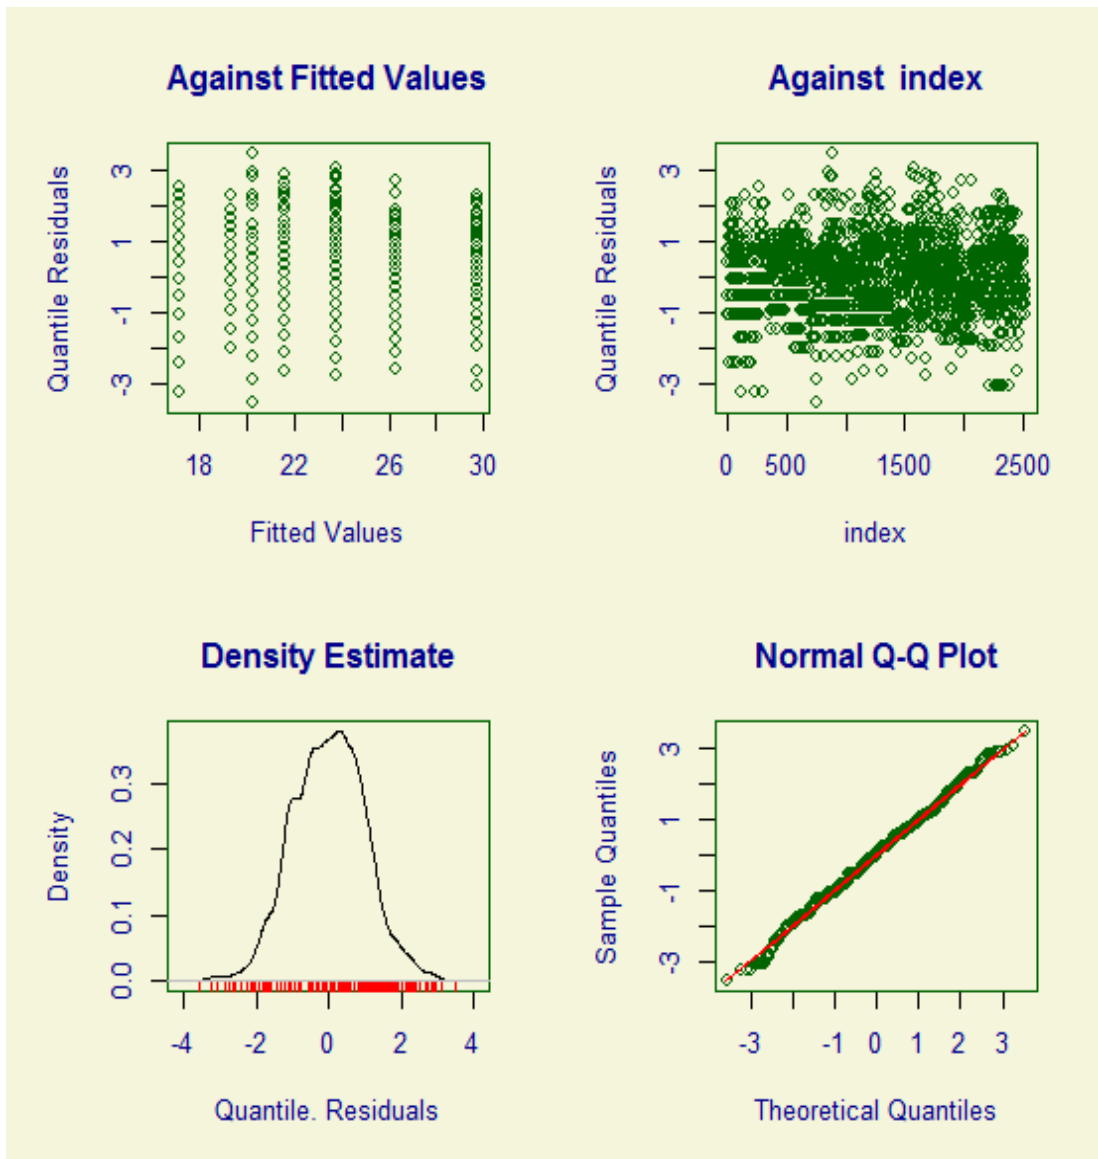 Against Fitted Values
Quantile Residuals
-3 -1 1 3
18 22 26 30
Fitted Values
Against index
Quantile Residuals
-3 -1 1 3
0 500 1500 2500
index
Density Estimate
Density
0.0 0.1 0.2 0.3
-4 -2 0 2 4
Quantile. Residuals
Normal Q-Q Plot
Sample Quantiles
-3 -1 1 3
-3 -1 0 1 2 3
Theoretical Quantiles